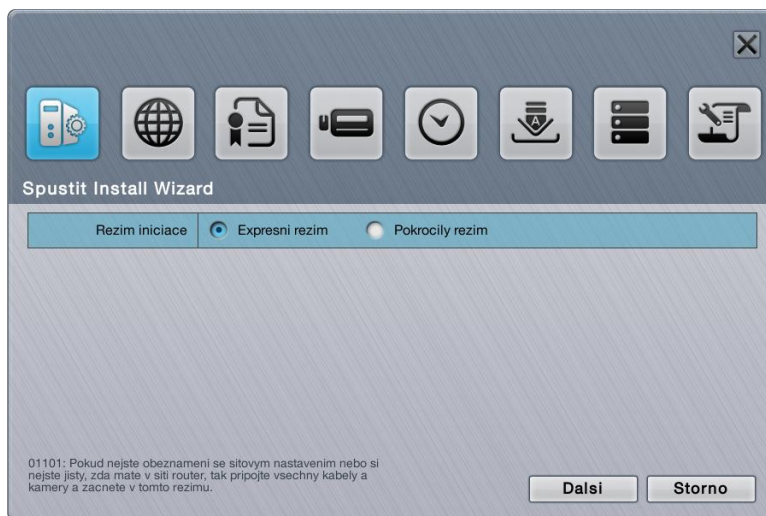 Spustit Install Wizard
Rezim iniciace
Expresni rezim
Pokrocily rezim
01101: Pokud nejste obeznameni se sitovym nastavenim nebo si
nejste jisty, zda mate v siti router, tak pripojte vsechny kabely a
kamery a zacnete v tomto rezimu.
Dalsi
Storno